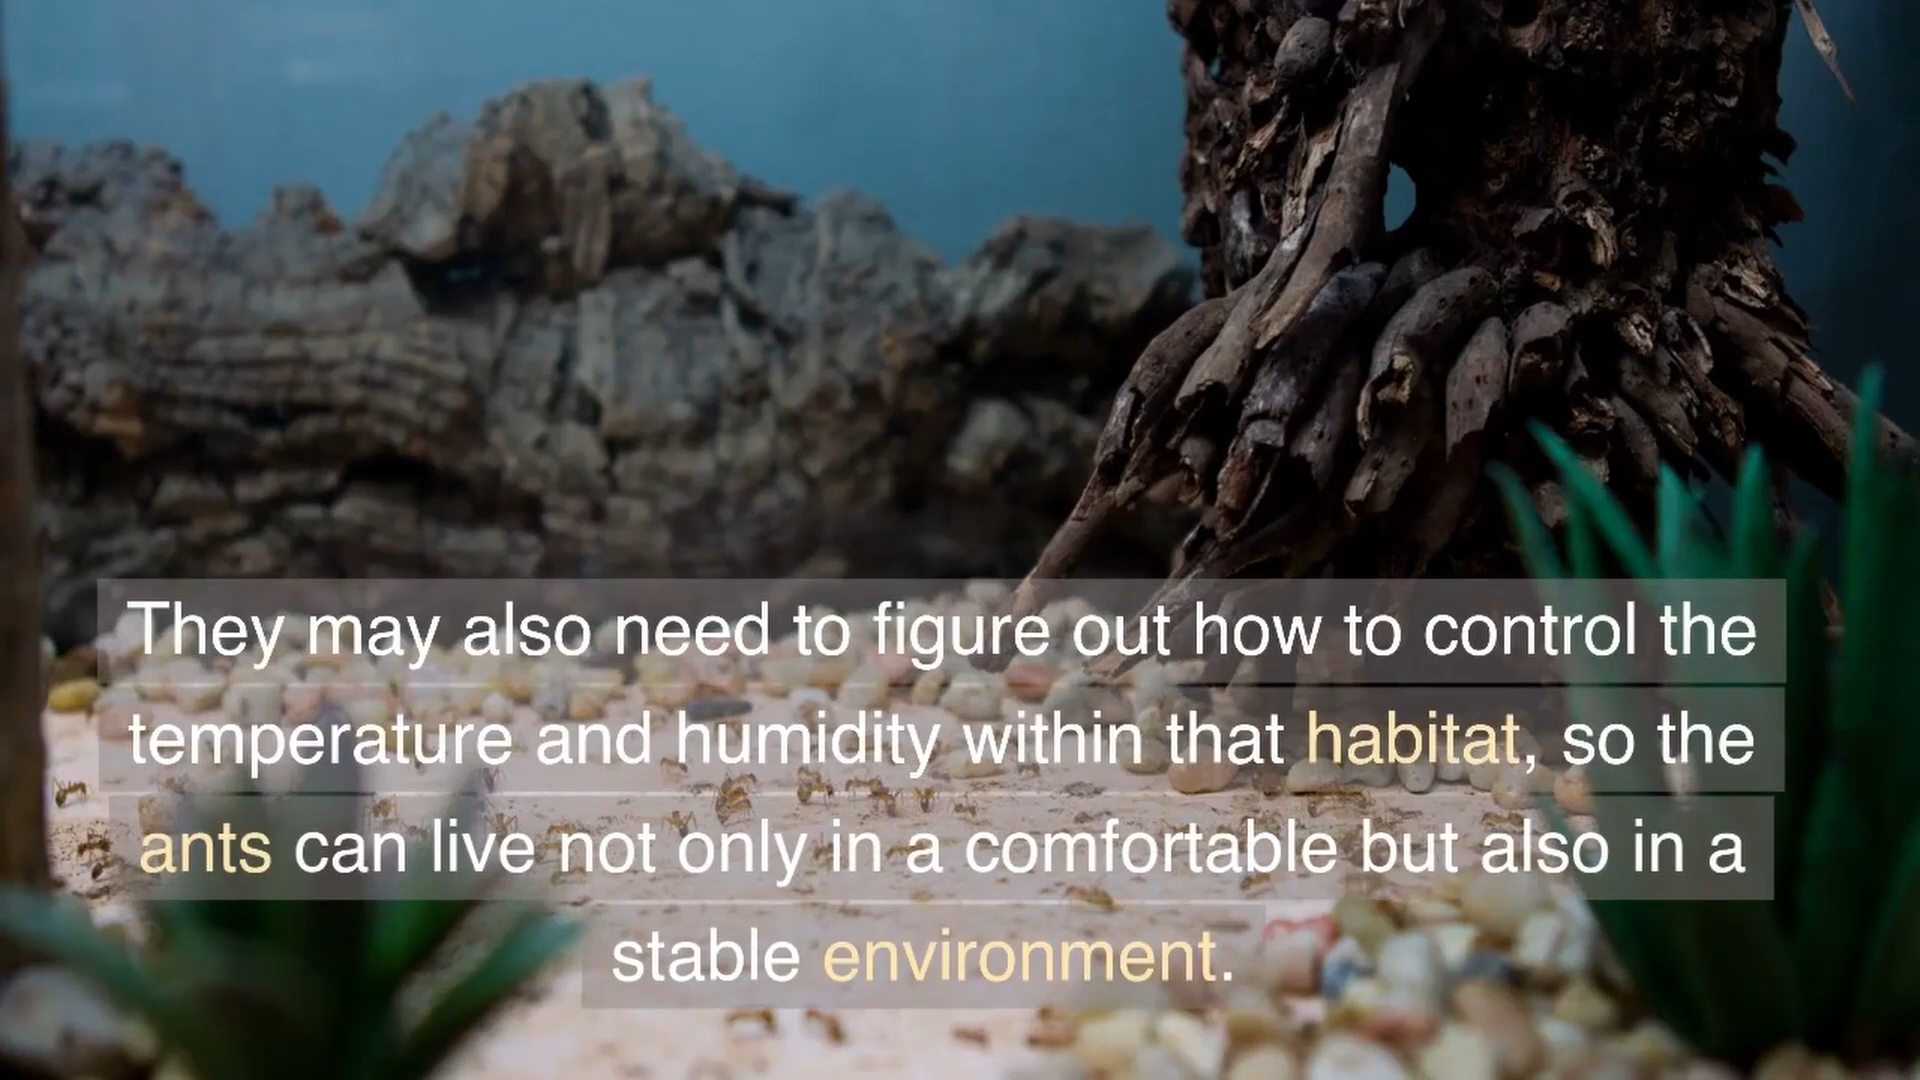 They may also need to figure out how to control the
temperature and humidity within that habitat, so the
ants can live not only in a comfortable but also in a
stable environment.